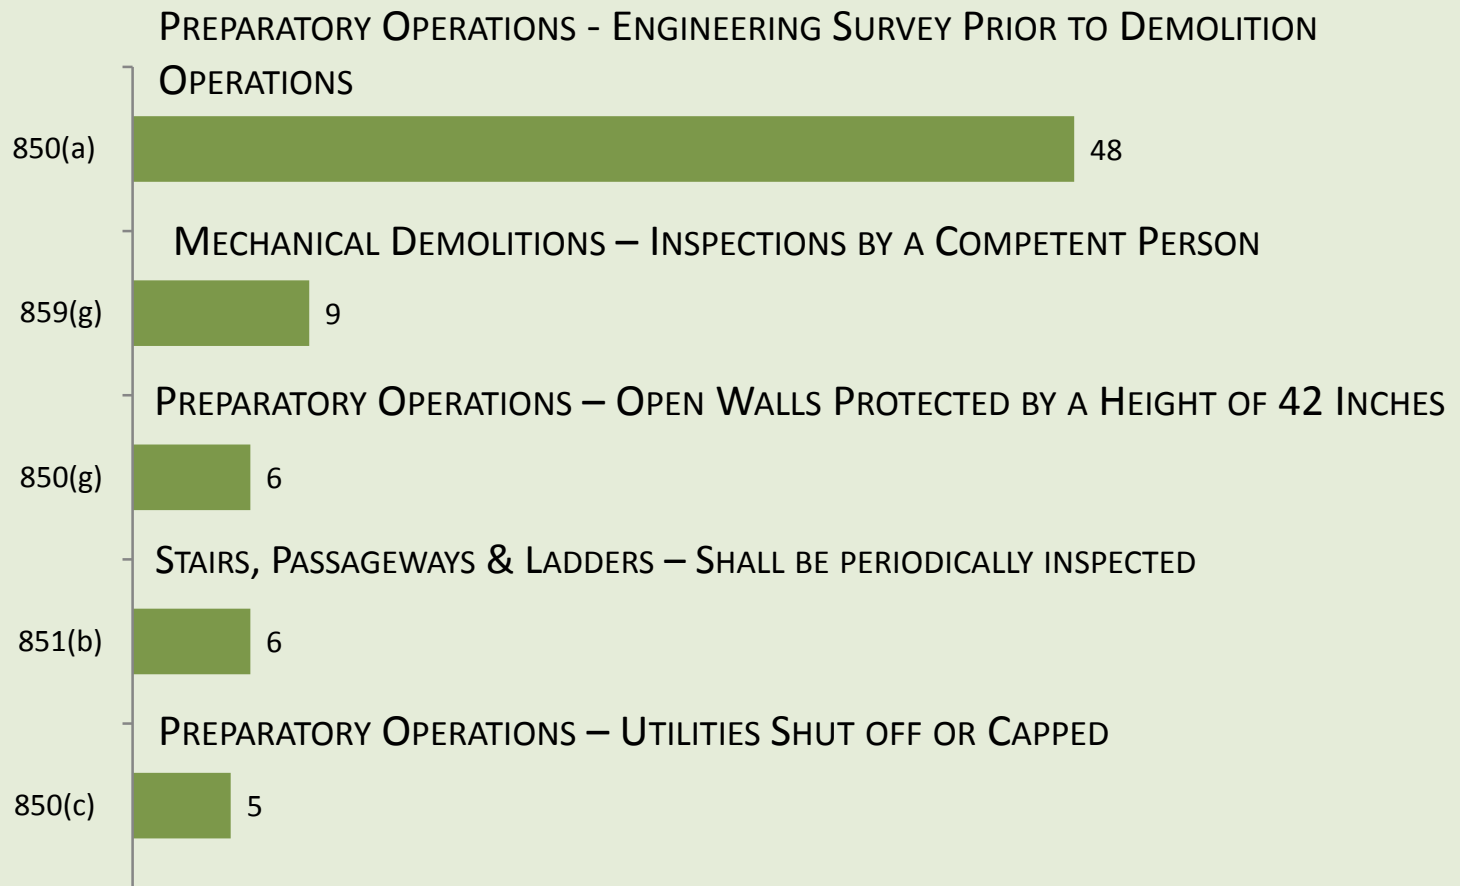 Preparatory Operations - Engineering Survey Prior to Demolition
Operations
850(a)
48
Mechanical Demolitions – Inspections by a Competent Person
859(g)
9
Preparatory Operations – Open Walls Protected by a Height of 42 Inches
850(g)
6
Stairs, Passageways & Ladders – Shall be periodically inspected
851(b)
6
Preparatory Operations – Utilities Shut off or Capped
850(c)
5